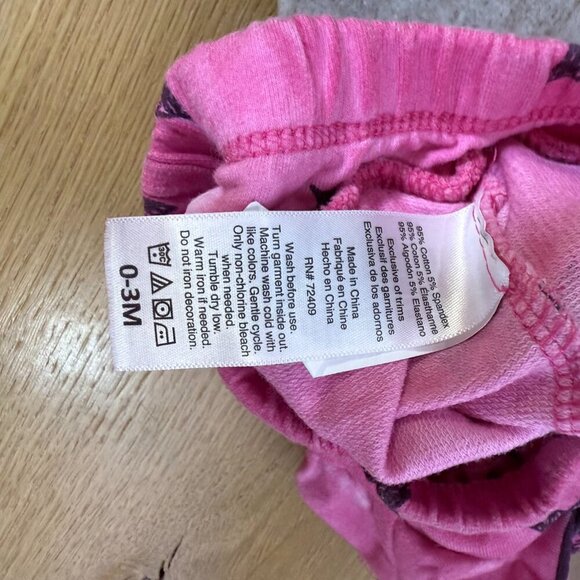 95% Cotton 5% Spandex
95% Coton 5% Élasthanne
95% Algodón 5% Elastano
Exclusive of trims
Exclusif des garnitures
Exclusiva de los adornos
Made in China
Fabriqué en Chine
Hecho en China
RN# 72409
Wash before use.
Turn garment inside out.
Machine wash cold with
like colors. Gentle cycle.
Only non-chlorine bleach
when needed.
Tumble dry low.
Warm iron if needed.
Do not iron decoration.
0-3M